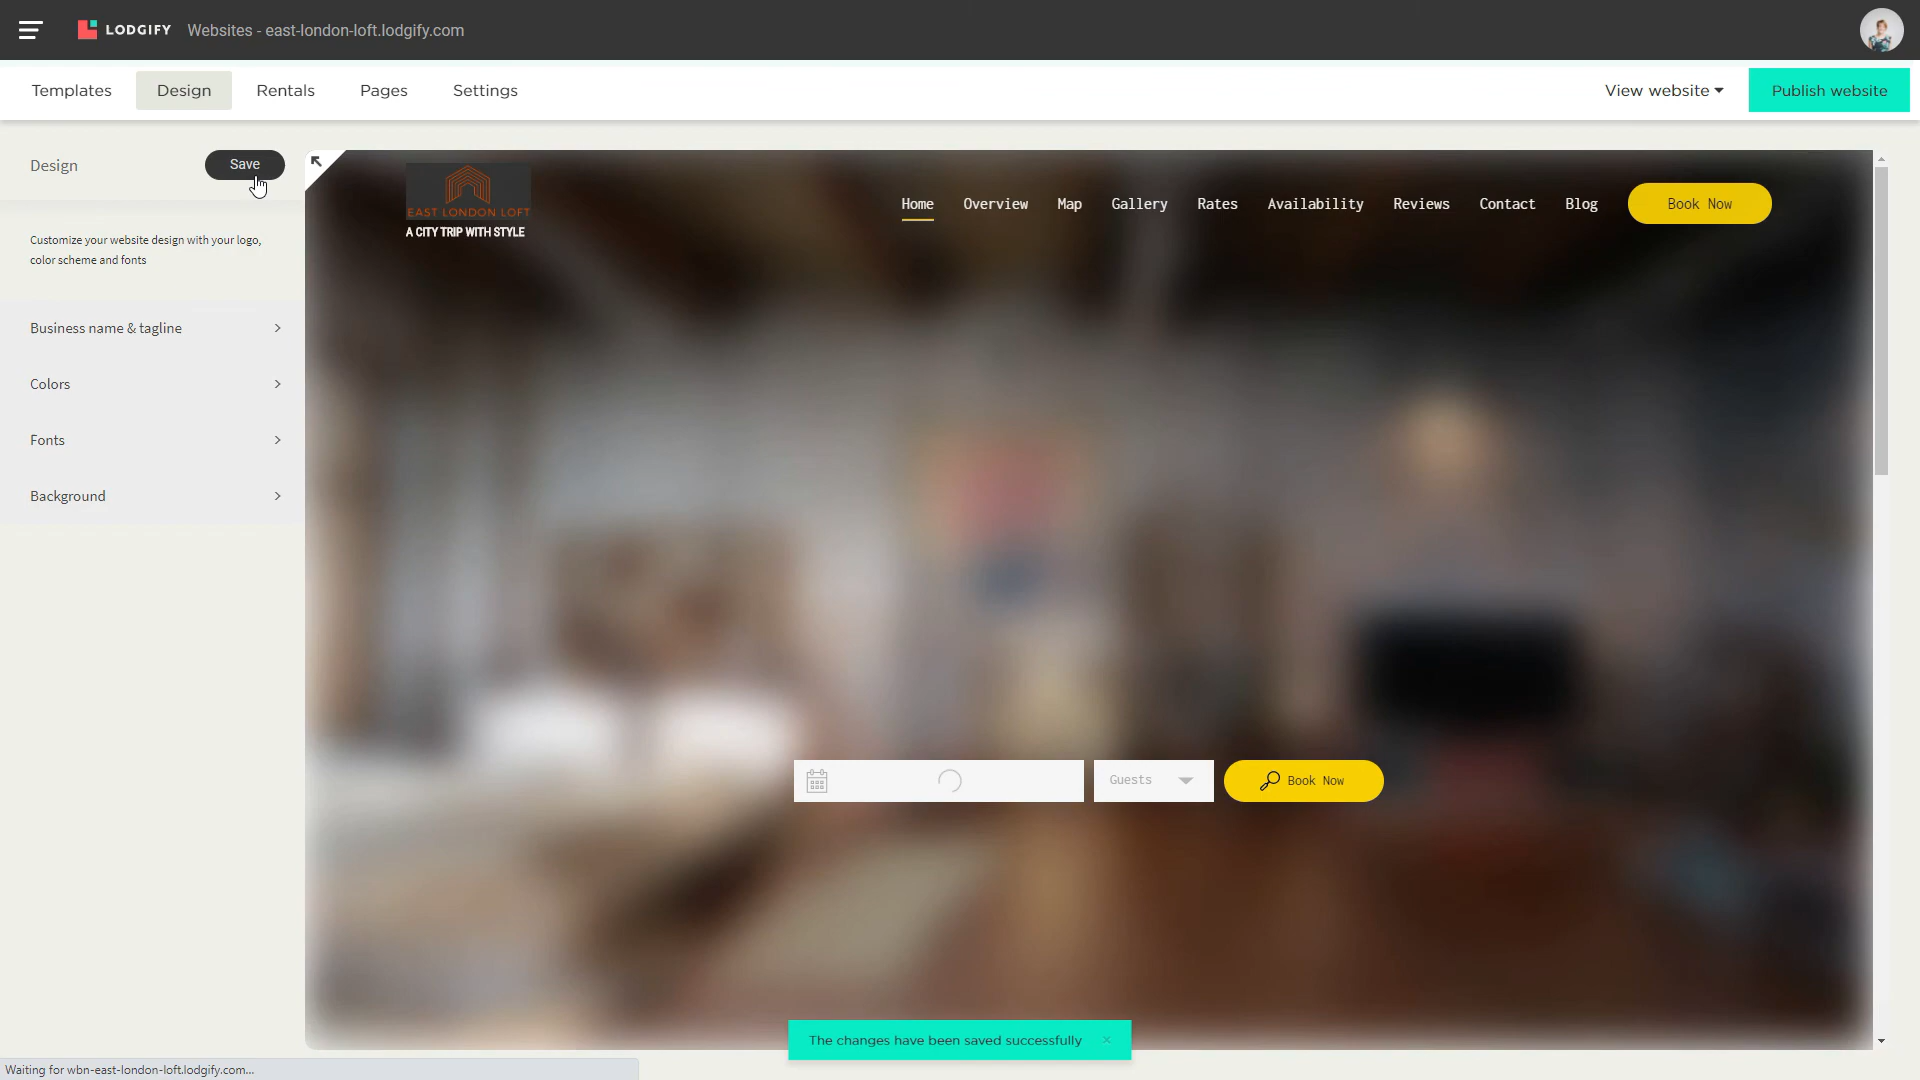 LODGIFY Websites - east-london-loft.lodgify.com
Templates Design Rentals Pages Settings View website Publish website
Design Save
Customize your website design with your logo,
color scheme and fonts
Business name & tagline
Colors
Fonts
Background
EAST LONDON LOFT
A CITY TRIP WITH STYLE
Home Overview Map Gallery Rates Availability Reviews Contact Blog Book Now
Guests Book Now
The changes have been saved successfully ×
Waiting for wbn-east-london-loft.lodgify.com...